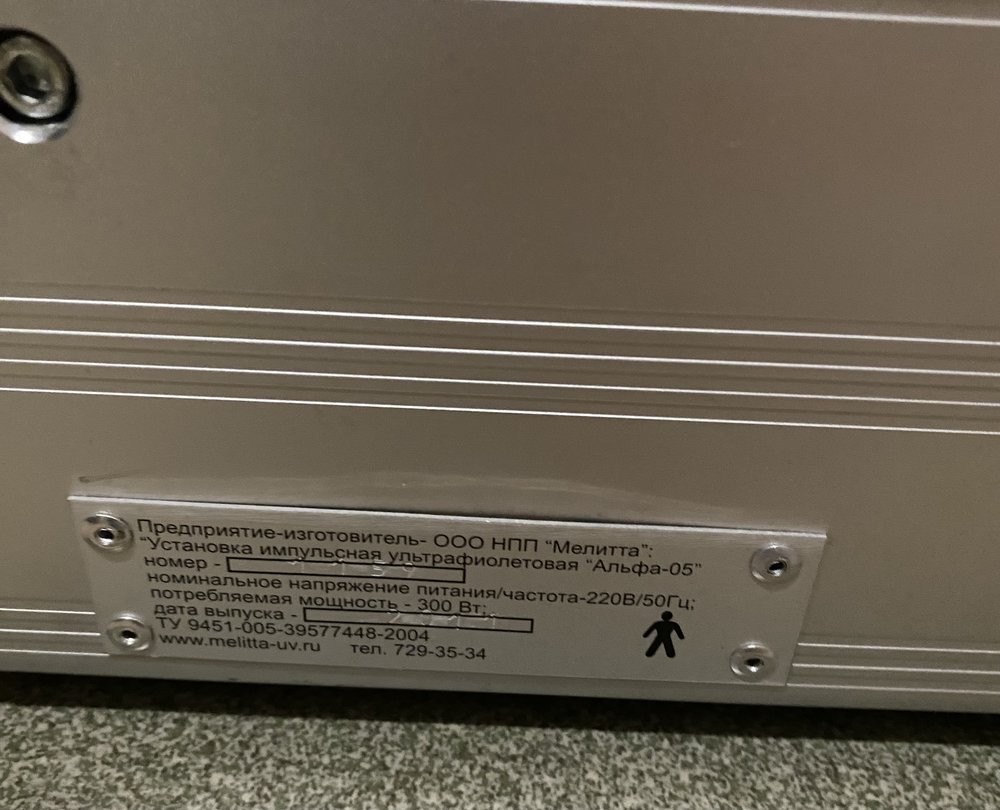 Предприятие-изготовитель- ООО НПП "Мелитта":
"Установка импульсная ультрафиолетовая "Альфа-05"
номер -
номинальное напряжение питания/частота-220В/50Гц;
потребляемая мощность - 300 Вт;
дата выпуска -
ТУ 9451-005-39577448-2004
www.melitta-uv.ru тел. 729-35-34